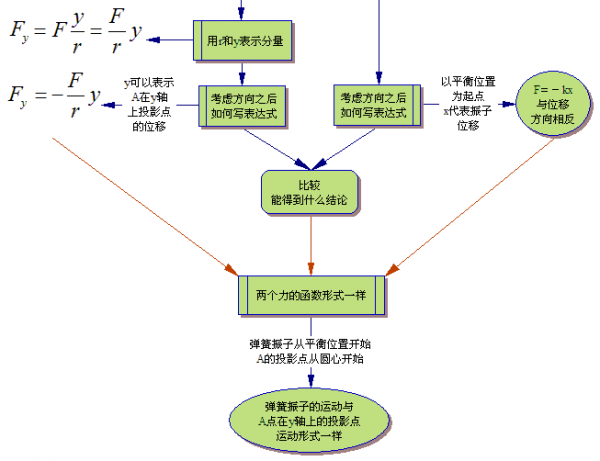 F_y = F y/r = F/r y
用r和y表示分量
F_y = − F/r y
y可以表示
A在y轴
上投影点
的位移
考虑方向之后
如何写表达式
考虑方向之后
如何写表达式
以平衡位置
为起点
x代表振子
位移
F= − kx
与位移
方向相反
比较
能得到什么结论
两个力的函数形式一样
弹簧振子从平衡位置开始
A的投影点从圆心开始
弹簧振子的运动与
A点在y轴上的投影点
运动形式一样